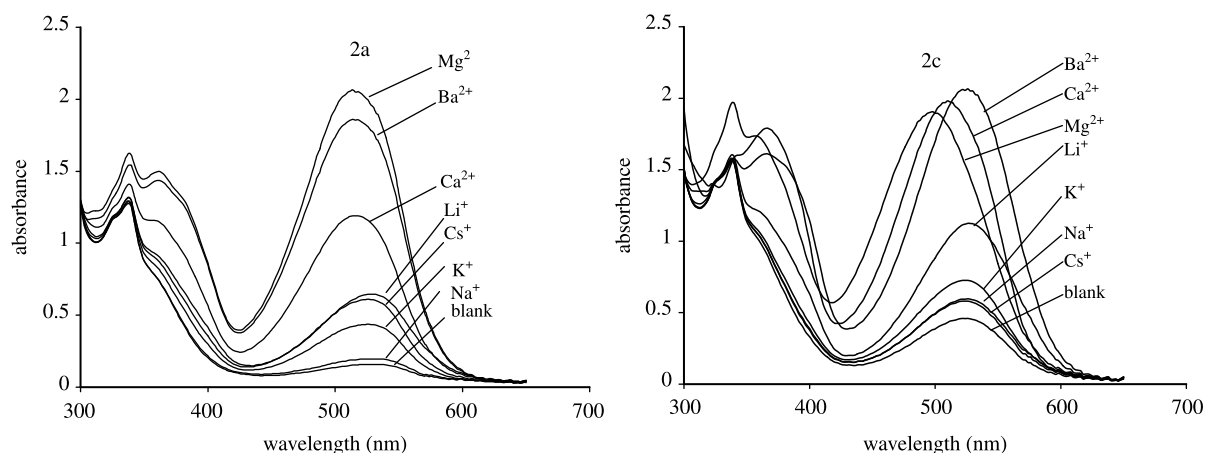 2.5
2a
Mg2
2
Ba2+
1.5
absorbance
Ca2+
1
Li+
Cs+
K+
0.5
Na+
blank
0
300
400
500
600
700
wavelength (nm)
2.5
2c
Ba2+
2
Ca2+
Mg2+
1.5
Li+
absorbance
K+
1
Na+
Cs+
0.5
blank
0
300
400
500
600
700
wavelength (nm)